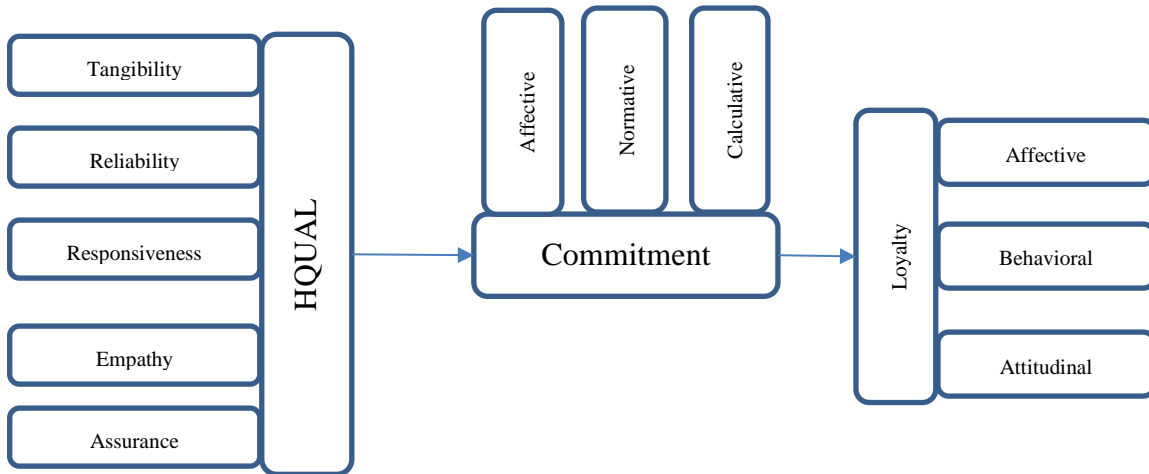 Tangibility
Reliability
Responsiveness
Empathy
Assurance
HQUAL
Affective
Normative
Calculative
Commitment
Loyalty
Affective
Behavioral
Attitudinal